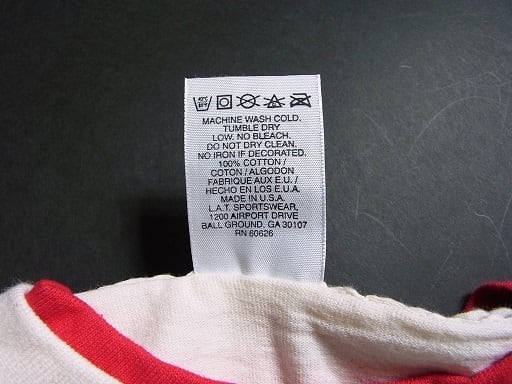 MACHINE WASH COLD.
TUMBLE DRY
LOW. NO BLEACH.
DO NOT DRY CLEAN.
NO IRON IF DECORATED.
100% COTTON /
COTON / ALGODON
FABRIQUE AUX E.U. /
HECHO EN LOS E.U.A.
MADE IN U.S.A.
L.A.T. SPORTSWEAR,
1200 AIRPORT DRIVE
BALL GROUND, GA 30107
RN 60626